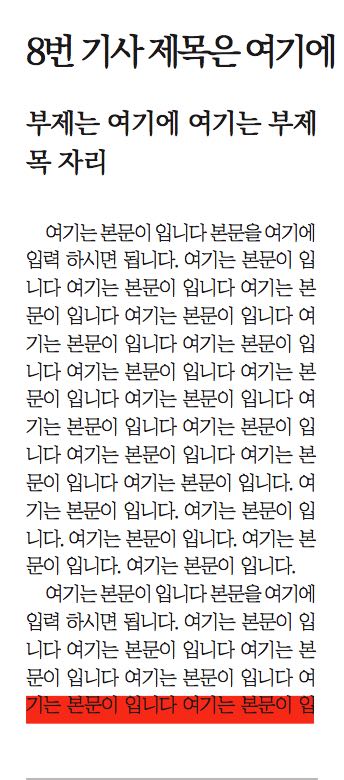 8번 기사 제목은 여기에
부제는 여기에 여기는 부제
목 자리
여기는 본문이 입니다 본문을 여기에
입력 하시면 됩니다. 여기는 본문이 입
니다 여기는 본문이 입니다 여기는 본
문이 입니다 여기는 본문이 입니다 여
기는 본문이 입니다 여기는 본문이 입
니다 여기는 본문이 입니다 여기는 본
문이 입니다 여기는 본문이 입니다 여
기는 본문이 입니다 여기는 본문이 입
니다 여기는 본문이 입니다 여기는 본
문이 입니다 여기는 본문이 입니다. 여
기는 본문이 입니다. 여기는 본문이 입
니다. 여기는 본문이 입니다. 여기는 본
문이 입니다. 여기는 본문이 입니다.
여기는 본문이 입니다 본문을 여기에
입력 하시면 됩니다. 여기는 본문이 입
니다 여기는 본문이 입니다 여기는 본
문이 입니다 여기는 본문이 입니다 여
기는 본문이 입니다 여기는 본문이 입